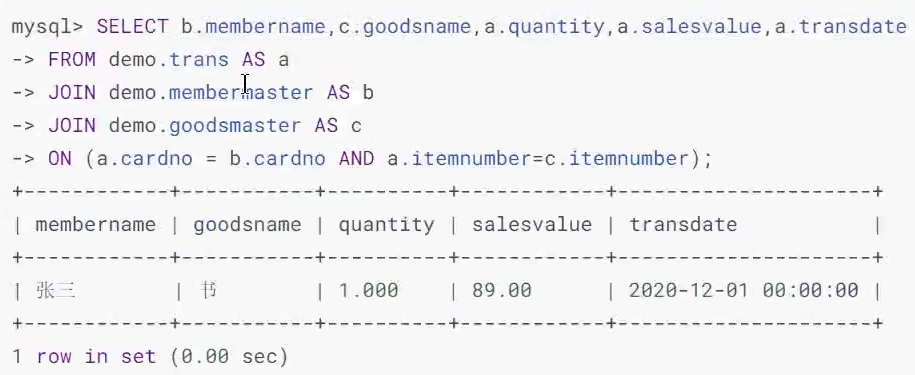 mysql> SELECT b.membername,c.goodsname,a.quantity,a.salesvalue,a.transdate
-> FROM demo.trans AS a
-> JOIN demo.membermaster AS b
-> JOIN demo.goodsmaster AS c
-> ON (a.cardno = b.cardno AND a.itemnumber=c.itemnumber);
+------------+-----------+----------+------------+---------------------+
| membername | goodsname | quantity | salesvalue | transdate |
+------------+-----------+----------+------------+---------------------+
| 张三 | 书 | 1.000 | 89.00 | 2020-12-01 00:00:00 |
+------------+-----------+----------+------------+---------------------+
1 row in set (0.00 sec)